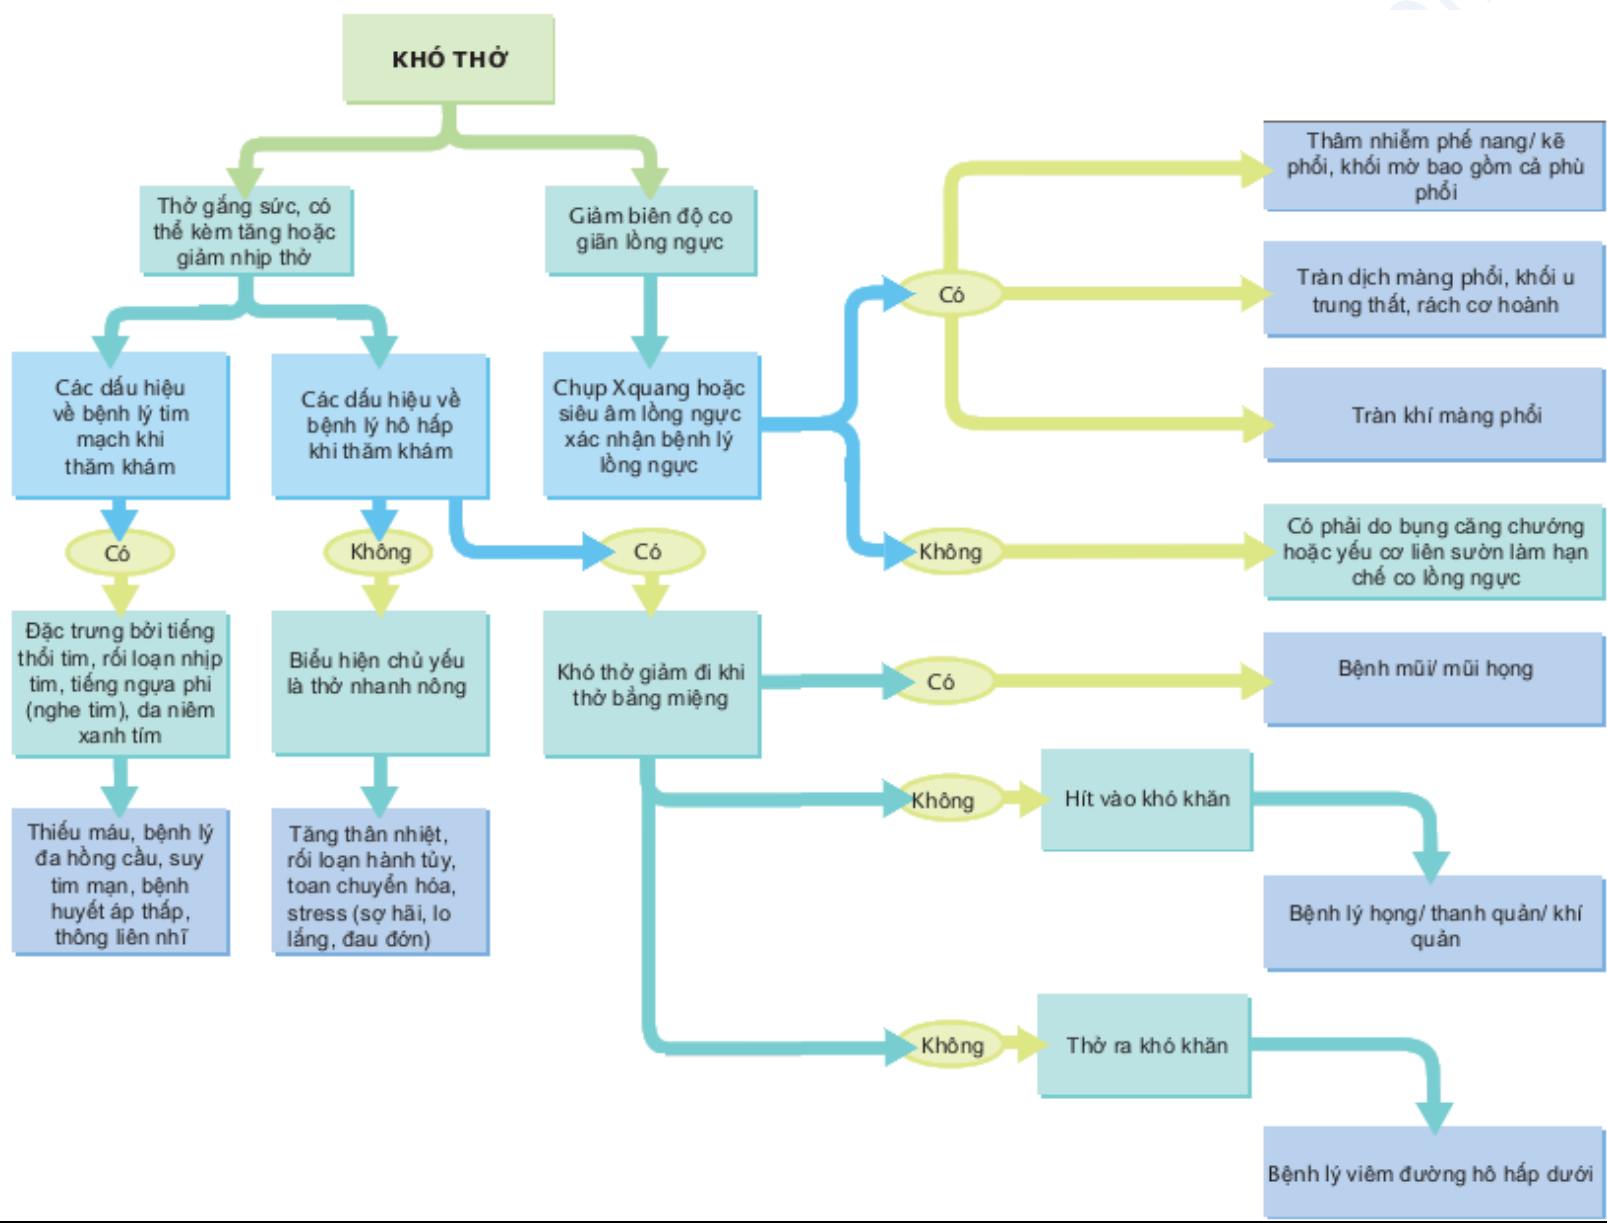 KHÓ THỞ
Thở gắng sức, có
thể kèm tăng hoặc
giảm nhịp thở
Giảm biên độ co
giãn lồng ngực
Các dấu hiệu
về bệnh lý tim
mạch khi
thăm khám
Các dấu hiệu về
bệnh lý hô hấp
khi thăm khám
Chụp Xquang hoặc
siêu âm lồng ngực
xác nhận bệnh lý
lồng ngực
Có
Thâm nhiễm phế nang/ kẽ
phổi, khối mờ bao gồm cả phù
phổi
Tràn dịch màng phổi, khối u
trung thất, rách cơ hoành
Tràn khí màng phổi
Không
Có phải do bụng căng chướng
hoặc yếu cơ liên sườn làm hạn
chế co lồng ngực
Có
Không
Có
Đặc trưng bởi tiếng
thổi tim, rối loạn nhịp
tim, tiếng ngựa phi
(nghe tim), da niêm
xanh tím
Biểu hiện chủ yếu
là thở nhanh nông
Khó thở giảm đi khi
thở bằng miệng
Có
Bệnh mũi/ mũi họng
Thiếu máu, bệnh lý
đa hồng cầu, suy
tim mạn, bệnh
huyết áp thấp,
thông liên nhĩ
Tăng thân nhiệt,
rối loạn hành tủy,
toan chuyển hóa,
stress (sợ hãi, lo
lắng, đau đớn)
Không
Hít vào khó khăn
Bệnh lý họng/ thanh quản/ khí
quản
Không
Thở ra khó khăn
Bệnh lý viêm đường hô hấp dưới